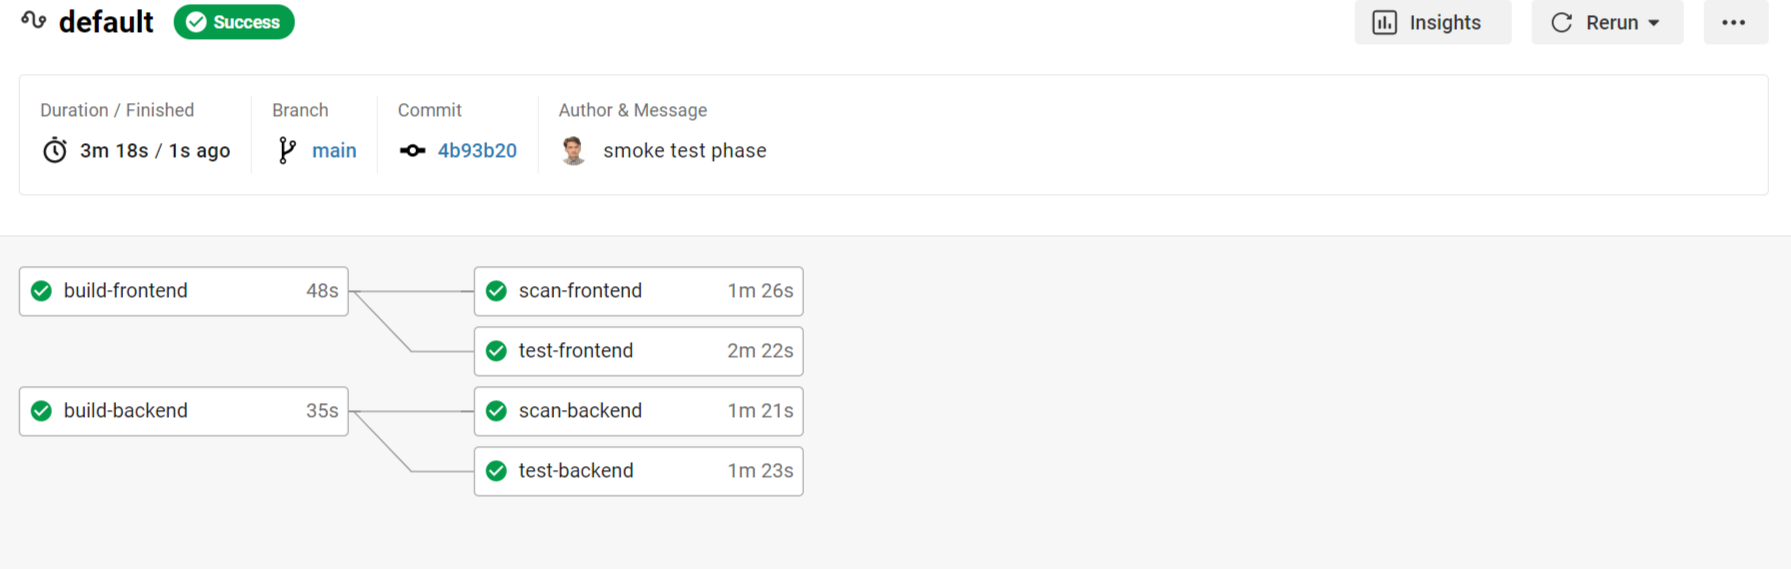 default Success Insights Rerun
Duration / Finished Branch Commit Author & Message
3m 18s / 1s ago main 4b93b20 smoke test phase
build-frontend 48s scan-frontend 1m 26s
test-frontend 2m 22s
build-backend 35s scan-backend 1m 21s
test-backend 1m 23s